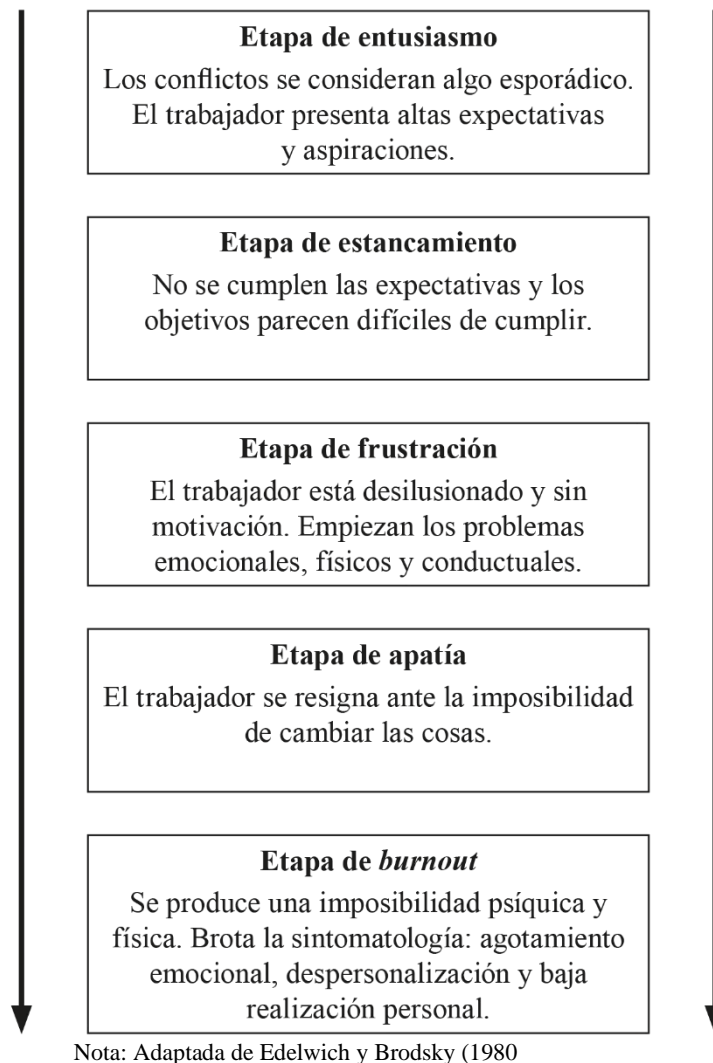 Etapa de entusiasmo
Los conflictos se consideran algo esporádico.
El trabajador presenta altas expectativas
y aspiraciones.
Etapa de estancamiento
No se cumplen las expectativas y los
objetivos parecen difíciles de cumplir.
Etapa de frustración
El trabajador está desilusionado y sin
motivación. Empiezan los problemas
emocionales, físicos y conductuales.
Etapa de apatía
El trabajador se resigna ante la imposibilidad
de cambiar las cosas.
Etapa de burnout
Se produce una imposibilidad psíquica y
física. Brota la sintomatología: agotamiento
emocional, despersonalización y baja
realización personal.
Nota: Adaptada de Edelwich y Brodsky (1980